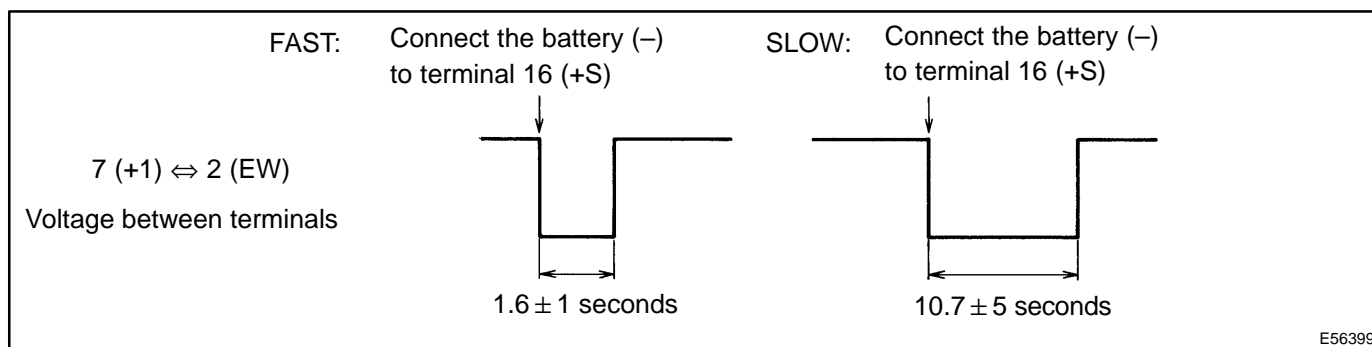 FAST: Connect the battery (–)
to terminal 16 (+S)
SLOW: Connect the battery (–)
to terminal 16 (+S)
7 (+1) ⇔ 2 (EW)
Voltage between terminals
1.6 ± 1 seconds
10.7 ± 5 seconds
E56399